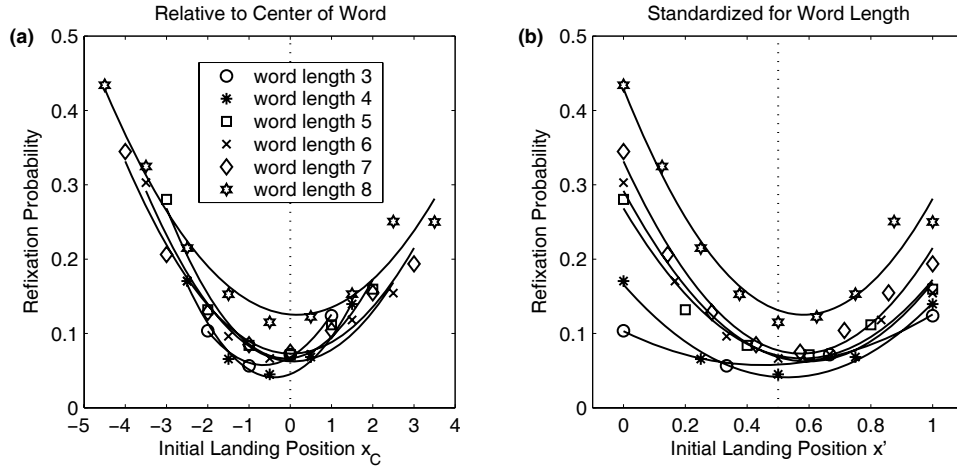 Relative to Center of Word
(a)
Refixation Probability
0.5
0.4
0.3
0.2
0.1
0
word length 3
word length 4
word length 5
word length 6
word length 7
word length 8
−5 −4 −3 −2 −1 0 1 2 3 4
Initial Landing Position x_C
Standardized for Word Length
(b)
Refixation Probability
0.5
0.4
0.3
0.2
0.1
0
0 0.2 0.4 0.6 0.8 1
Initial Landing Position x’